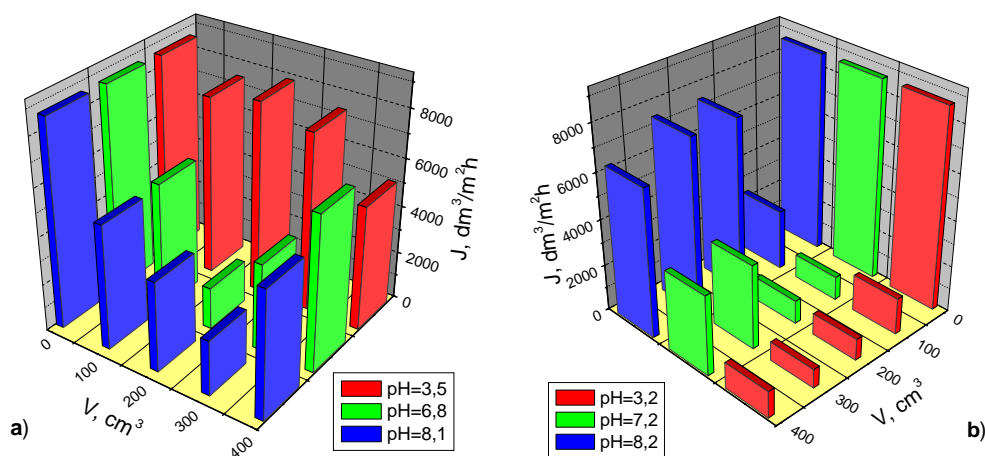 8000
6000
4000
2000
0
J, dm³/m²h
0
100
200
300
400
V, cm³
pH=3,5
pH=6,8
pH=8,1
a)
8000
6000
4000
2000
0
J, dm³/m²h
0
100
200
300
400
V, cm³
pH=3,2
pH=7,2
pH=8,2
b)